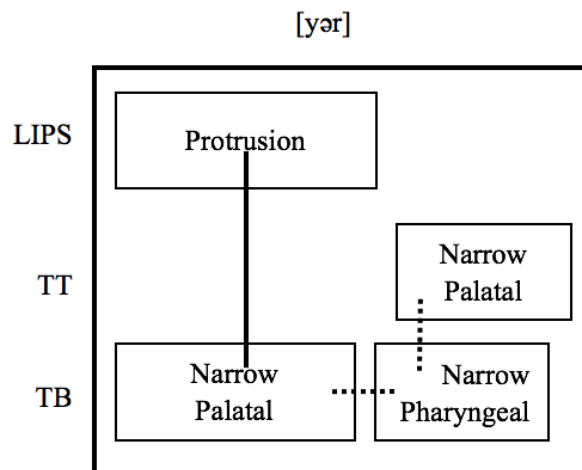 [yər]
LIPS
Protrusion
TT
Narrow
Palatal
TB
Narrow
Palatal
Narrow
Pharyngeal